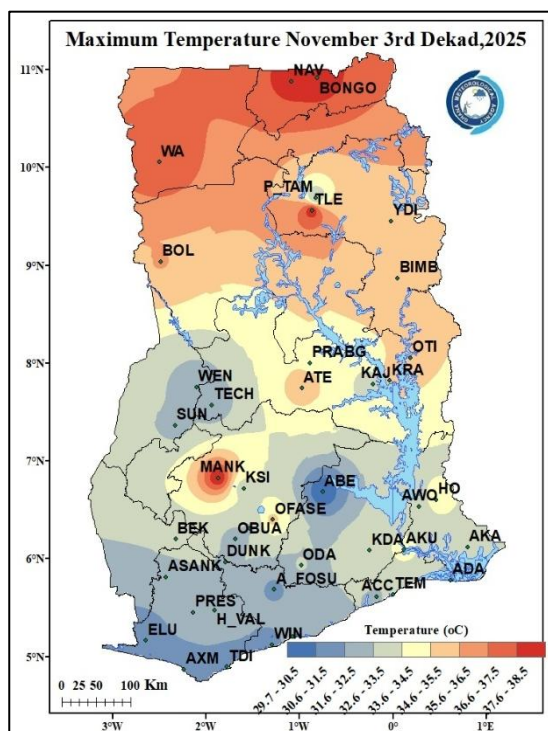 Maximum Temperature November 3rd Dekad,2025
11°N
NAV
BONGO
WA
10°N
P_TAM
TLE
YDI
BOL
9°N
BIMB
PRABG
OTI
8°N
WEN
ATE
KAJ
KRA
TECH
SUN
7°N
MANK
KSI
ABE
HO
AWO
OFASE
BEK
OBUA
KDA
AKU
AKA
6°N
DUNK
ODA
ASANK
A_FOSU
ADA
ACC
TEM
PRES
H_VAL
ELU
WIN
Temperature (oC)
AXM
TDI
5°N
0 25 50 100 Km
29.7 - 30.5
30.6 - 31.5
31.6 - 32.5
32.6 - 33.5
33.6 - 34.5
34.6 - 35.5
35.6 - 36.5
36.6 - 37.5
37.6 - 38.5
3°W
2°W
1°W
0°
1°E